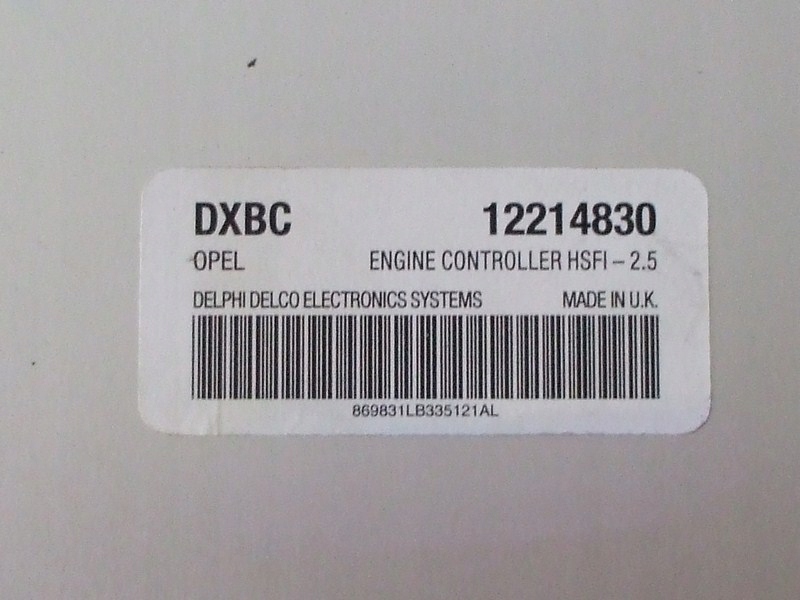 DXBC 12214830
OPEL ENGINE CONTROLLER HSFI – 2.5
DELPHI DELCO ELECTRONICS SYSTEMS MADE IN U.K.
869831LB335121AL